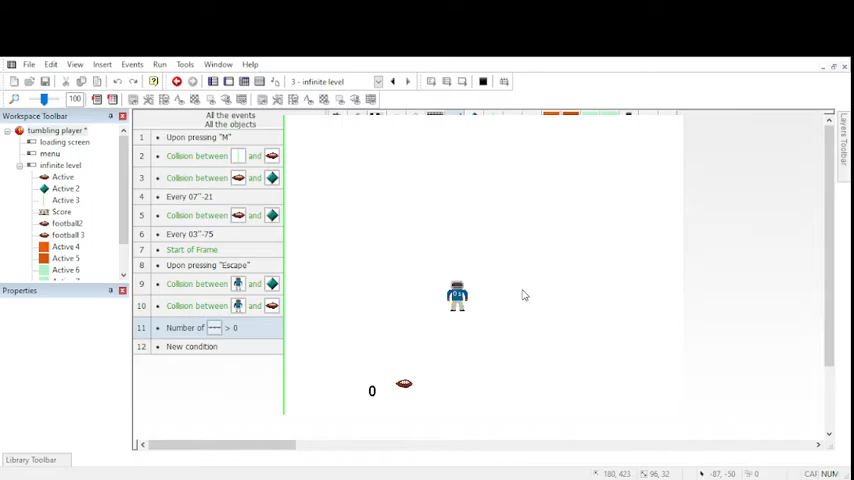 File Edit View Insert Events Run Tools Window Help
3 - infinite level
100
Workspace Toolbar
tumbling player *
loading screen
menu
infinite level
Active
Active 2
Active 3
Score
football2
football 3
Active 4
Active 5
Active 6
Properties
Library Toolbar
All the events
All the objects
1 • Upon pressing "M"
2 • Collision between and
3 • Collision between and
4 • Every 07"-21
5 • Collision between and
6 • Every 03"-75
7 • Start of Frame
8 • Upon pressing "Escape"
9 • Collision between and
10 • Collision between and
11 • Number of > 0
12 • New condition
0
Layers Toolbar
180, 423 96, 32 -87, -50 0 CAP NUM